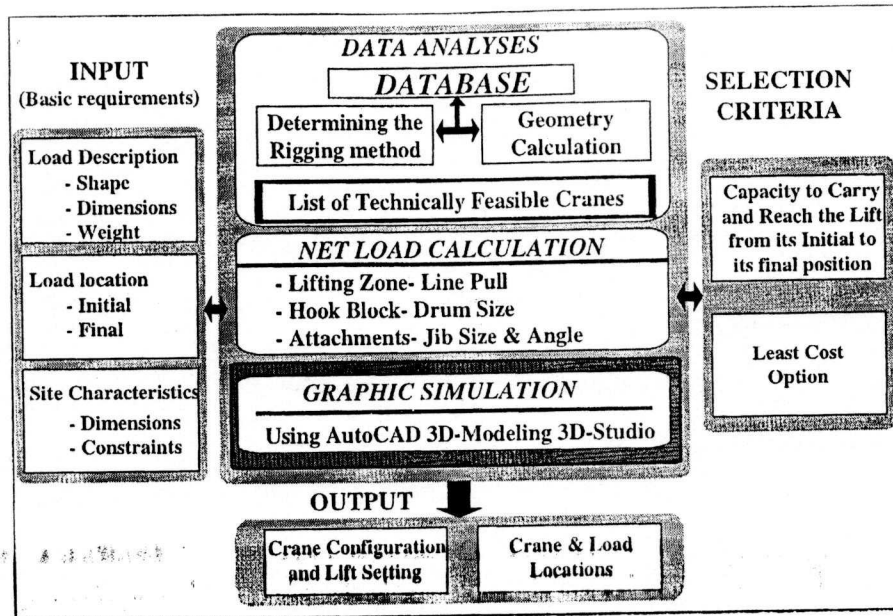 INPUT
(Basic requirements)
Load Description
- Shape
- Dimensions
- Weight
Load location
- Initial
- Final
Site Characteristics
- Dimensions
- Constraints
DATA ANALYSES
DATABASE
Determining the
Rigging method
Geometry
Calculation
List of Technically Feasible Cranes
NET LOAD CALCULATION
- Lifting Zone- Line Pull
- Hook Block- Drum Size
- Attachments- Jib Size & Angle
GRAPHIC SIMULATION
Using AutoCAD 3D-Modeling 3D-Studio
SELECTION
CRITERIA
Capacity to Carry
and Reach the Lift
from its Initial to
its final position
Least Cost
Option
OUTPUT
Crane Configuration
and Lift Setting
Crane & Load
Locations